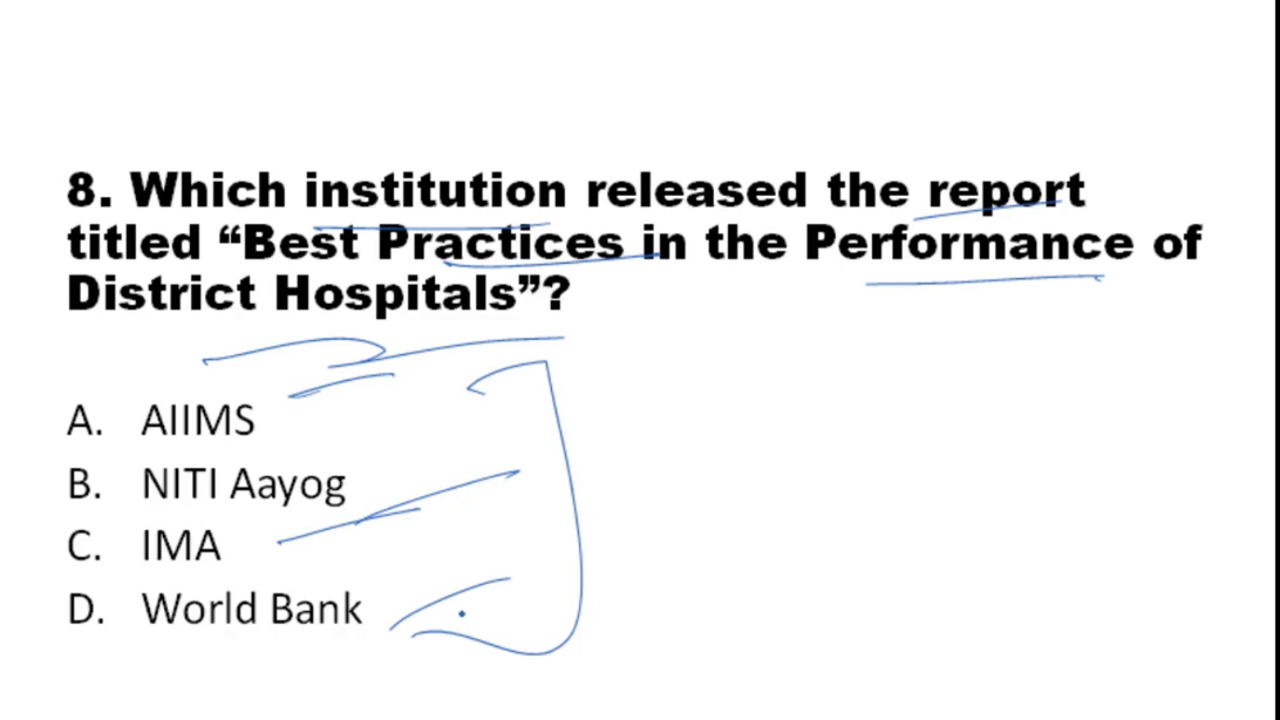 8. Which institution released the report
titled “Best Practices in the Performance of
District Hospitals”?
A. AIIMS
B. NITI Aayog
C. IMA
D. World Bank